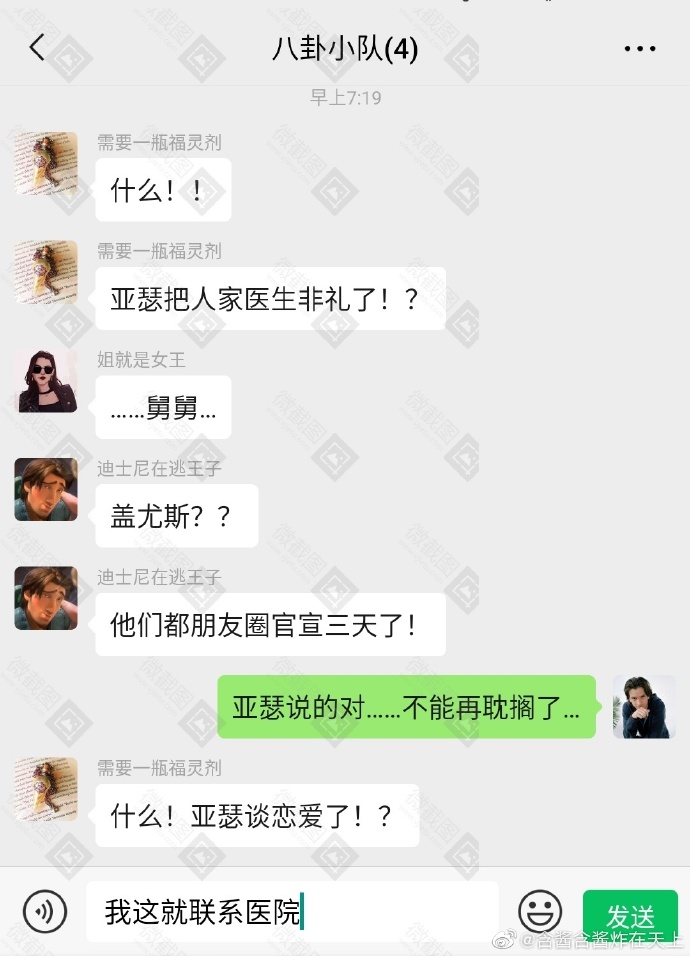 八卦小队(4)
早上7:19
需要一瓶福灵剂
什么！！
需要一瓶福灵剂
亚瑟把人家医生非礼了！？
姐就是女王
……舅舅…
迪士尼在逃王子
盖尤斯？？
迪士尼在逃王子
他们都朋友圈官宣三天了！
亚瑟说的对……不能再耽搁了…
需要一瓶福灵剂
什么！亚瑟谈恋爱了！？
我这就联系医院
发送
@含酱含酱炸在天上
微截图